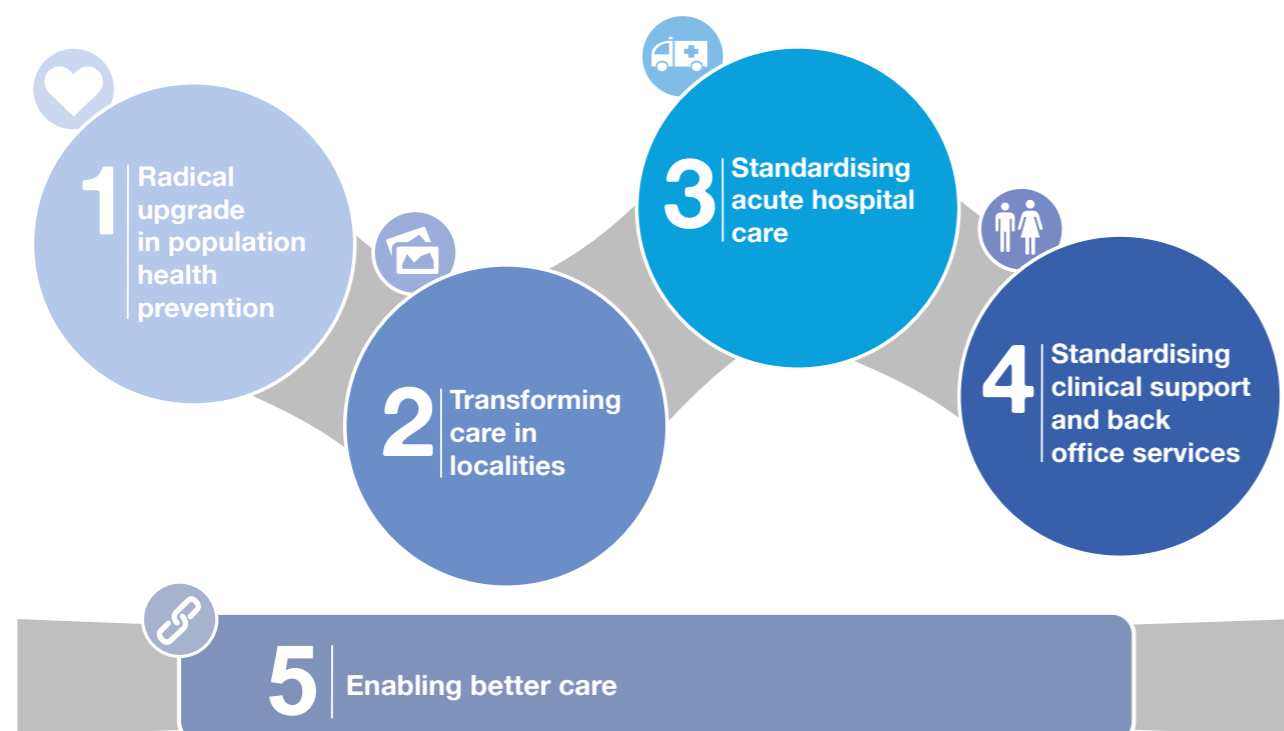 1
Radical
upgrade
in population
health
prevention
2
Transforming
care in
localities
3
Standardising
acute hospital
care
4
Standardising
clinical support
and back
office services
5
Enabling better care